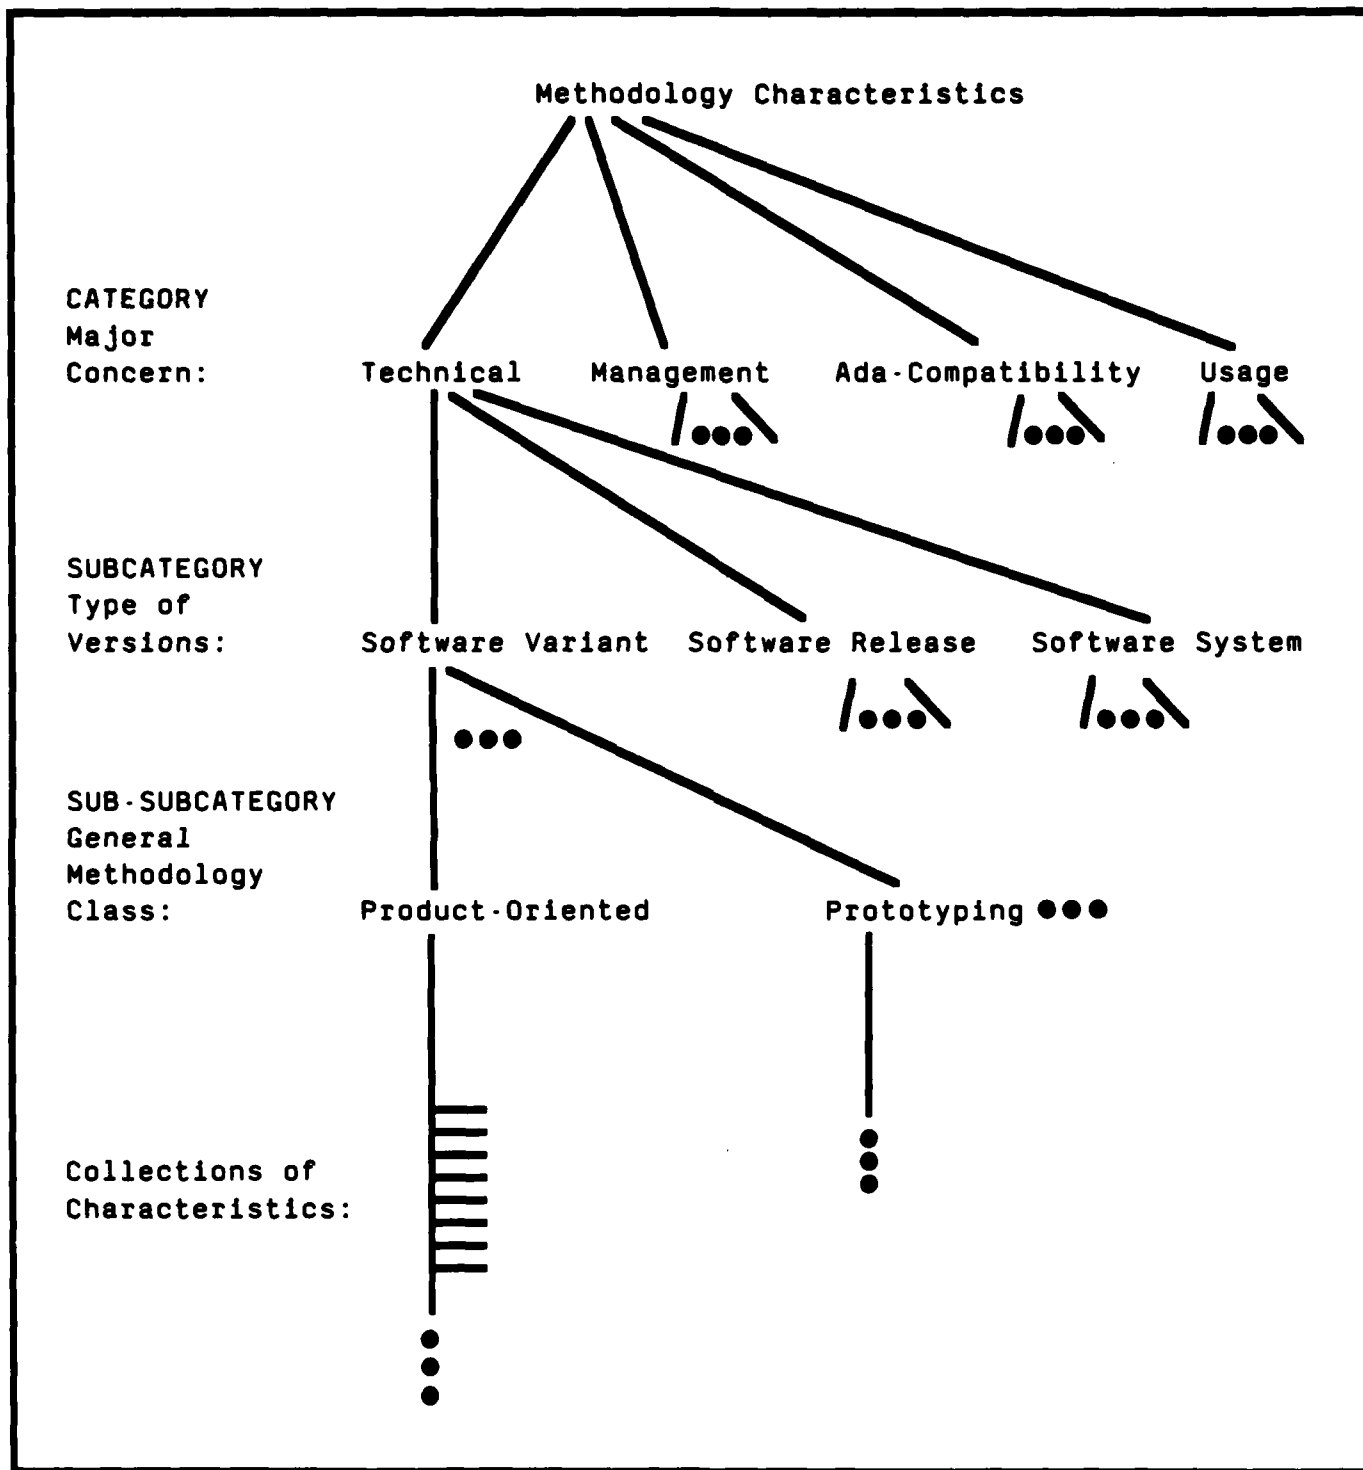 Methodology Characteristics
CATEGORY
Major
Concern:
Technical Management Ada-Compatibility Usage
SUBCATEGORY
Type of
Versions:
Software Variant Software Release Software System
SUB-SUBCATEGORY
General
Methodology
Class:
Product-Oriented Prototyping
Collections of
Characteristics: